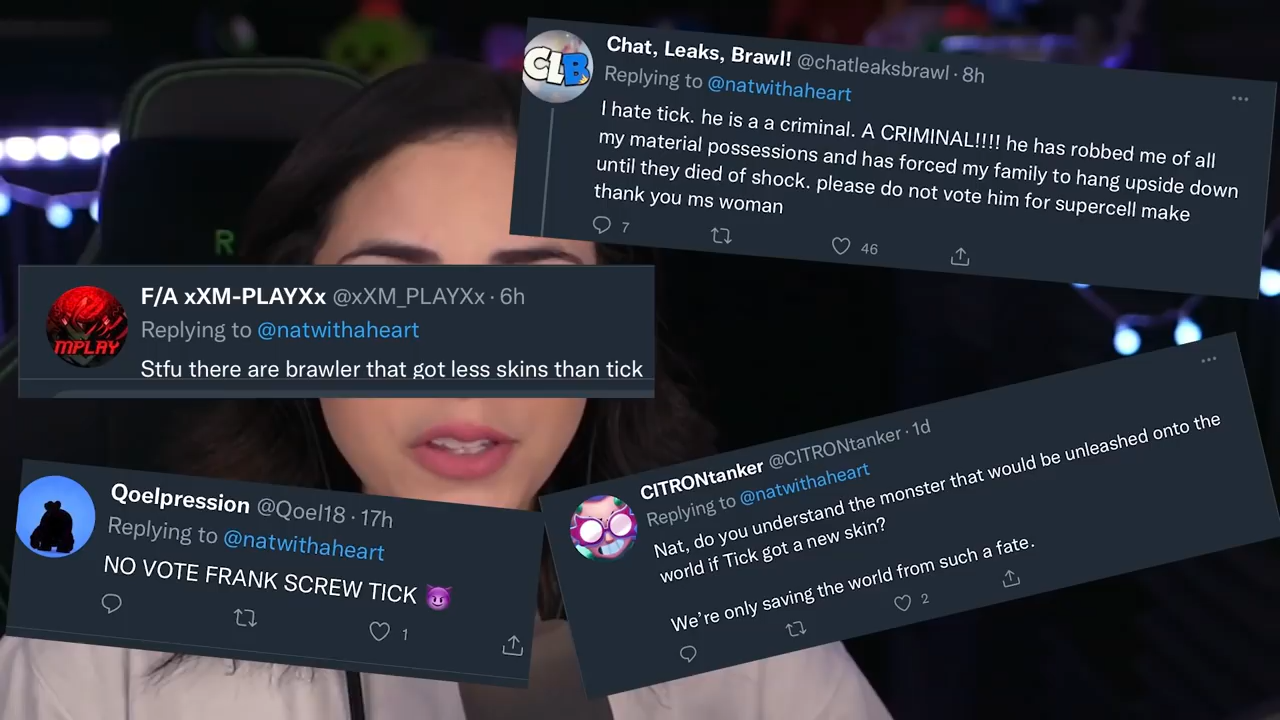 CLB
Chat, Leaks, Brawl! @chatleaksbrawl · 8h
Replying to @natwithaheart
I hate tick. he is a a criminal. A CRIMINAL!!!! he has robbed me of all
my material possessions and has forced my family to hang upside down
until they died of shock. please do not vote him for supercell make
thank you ms woman
7
46
R
F/A xXM-PLAYXx @xXM_PLAYXx · 6h
Replying to @natwithaheart
MPLAY
Stfu there are brawler that got less skins than tick
Qoelpression @Qoel18 · 17h
Replying to @natwithaheart
NO VOTE FRANK SCREW TICK 😈
1
CITRONtanker @CITRONtanker · 1d
Replying to @natwithaheart
Nat, do you understand the monster that would be unleashed onto the
world if Tick got a new skin?
We're only saving the world from such a fate.
2